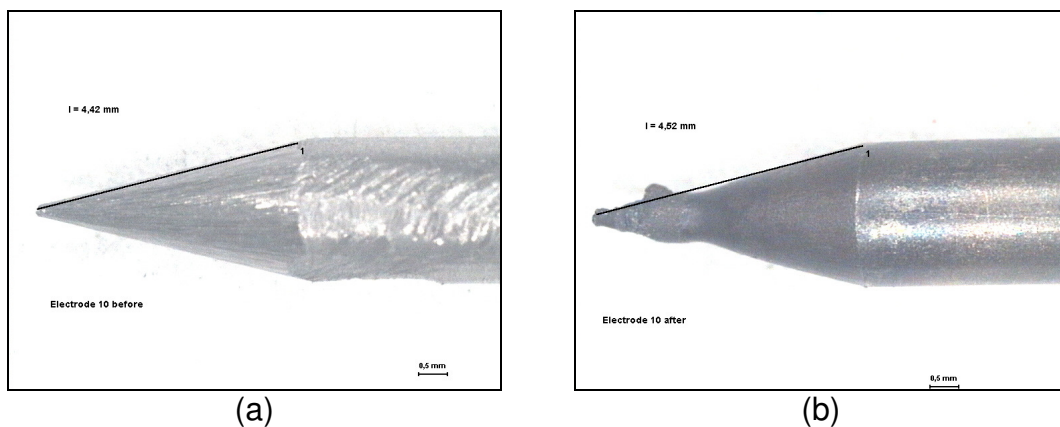 l = 4,42 mm
1
Electrode 10 before
0,5 mm
(a)
l = 4,52 mm
1
Electrode 10 after
0,5 mm
(b)